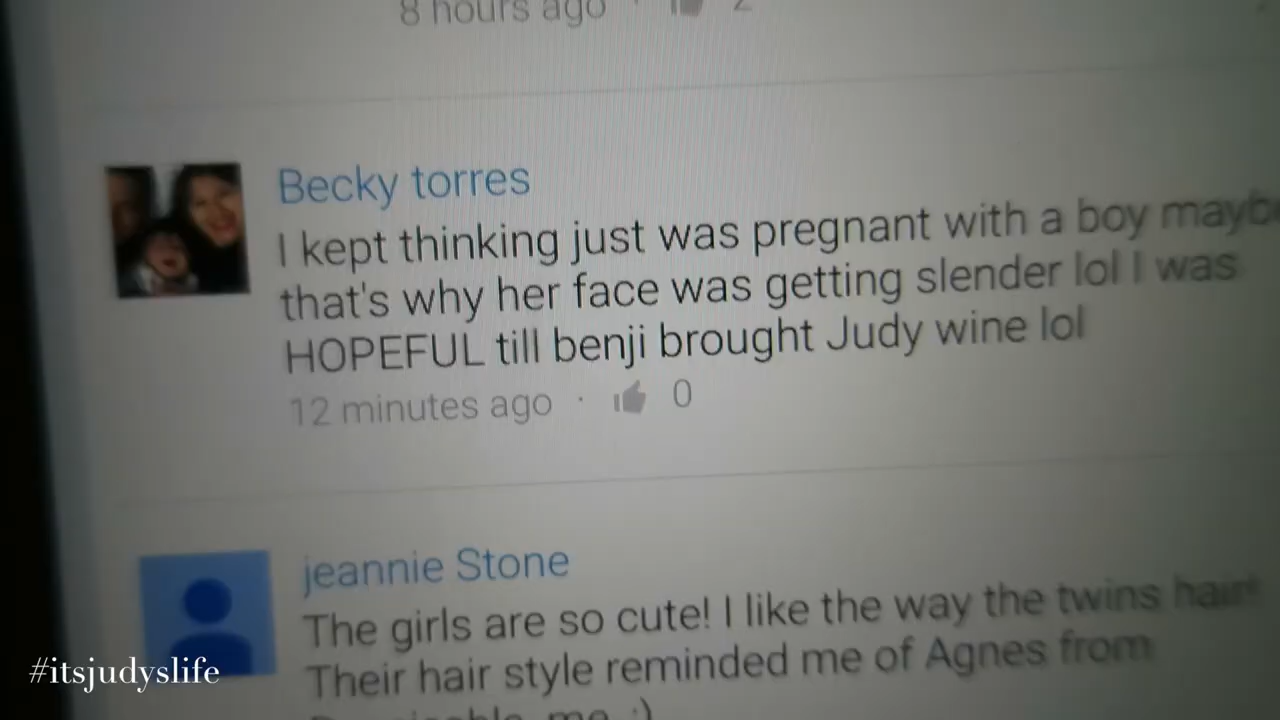 8 hours ago · 2
Becky torres
I kept thinking just was pregnant with a boy maybe
that's why her face was getting slender lol I was
HOPEFUL till benji brought Judy wine lol
12 minutes ago · 0
jeannie Stone
The girls are so cute! I like the way the twins hair!
Their hair style reminded me of Agnes from
me :)
#itsjudyslife